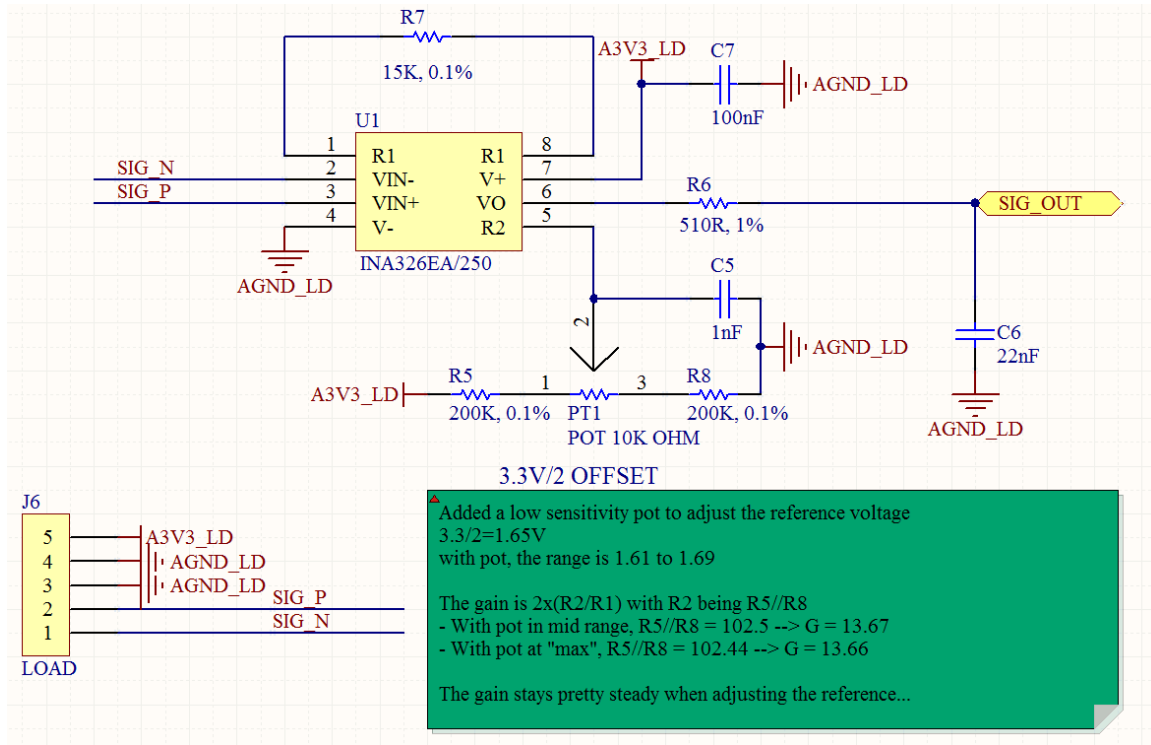 R7
15K, 0.1%
A3V3_LD
C7
100nF
AGND_LD
U1
1 R1 R1 8
SIG_N 2 VIN- V+ 7
SIG_P 3 VIN+ VO 6
4 V- R2 5
INA326EA/250
AGND_LD
R6
510R, 1%
SIG_OUT
C5
1nF
AGND_LD
C6
22nF
AGND_LD
2
A3V3_LD
R5
200K, 0.1%
1
PT1
POT 10K OHM
3
R8
200K, 0.1%
3.3V/2 OFFSET
J6
5 A3V3_LD
4 AGND_LD
3 AGND_LD
2 SIG_P
1 SIG_N
LOAD
Added a low sensitivity pot to adjust the reference voltage
3.3/2=1.65V
with pot, the range is 1.61 to 1.69
The gain is 2x(R2/R1) with R2 being R5//R8
- With pot in mid range, R5//R8 = 102.5 --> G = 13.67
- With pot at "max", R5//R8 = 102.44 --> G = 13.66
The gain stays pretty steady when adjusting the reference...